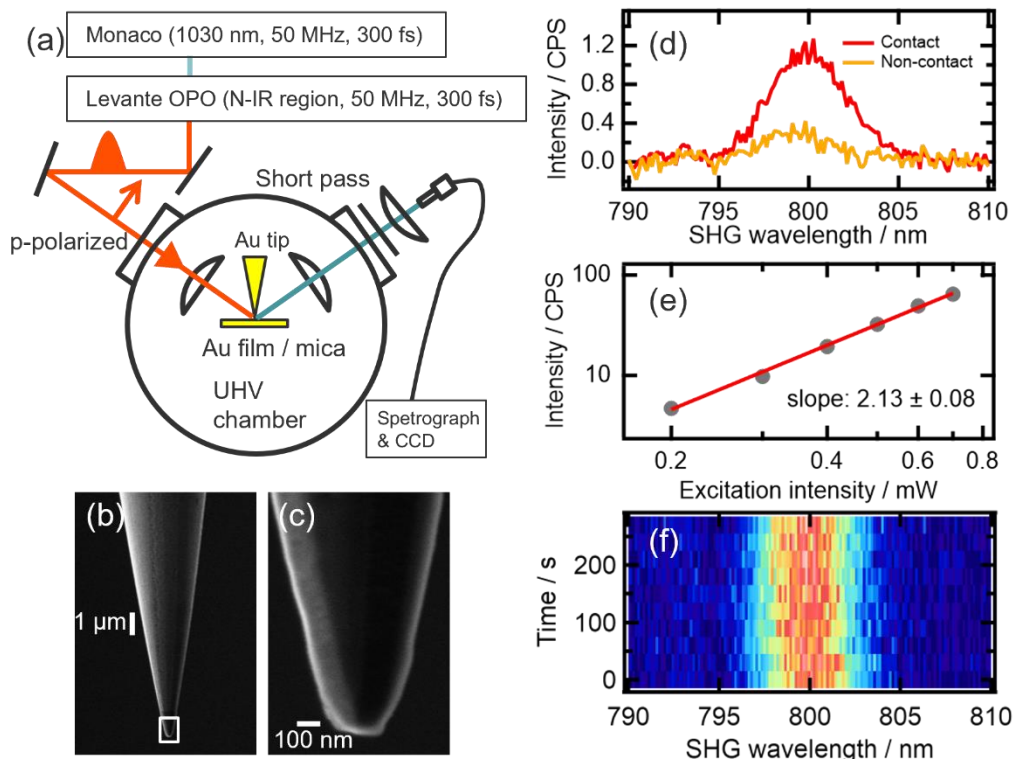 (a)
Monaco (1030 nm, 50 MHz, 300 fs)
Levante OPO (N-IR region, 50 MHz, 300 fs)
Short pass
p-polarized
Au tip
Au film / mica
UHV
chamber
Spetrograph
& CCD
(b)
1 μm
(c)
100 nm
(d)
Contact
Non-contact
Intensity / CPS
1.2
0.8
0.4
0.0
790 795 800 805 810
SHG wavelength / nm
(e)
Intensity / CPS
100
10
slope: 2.13 ± 0.08
0.2 0.4 0.6 0.8
Excitation intensity / mW
(f)
Time / s
200
100
0
790 795 800 805 810
SHG wavelength / nm